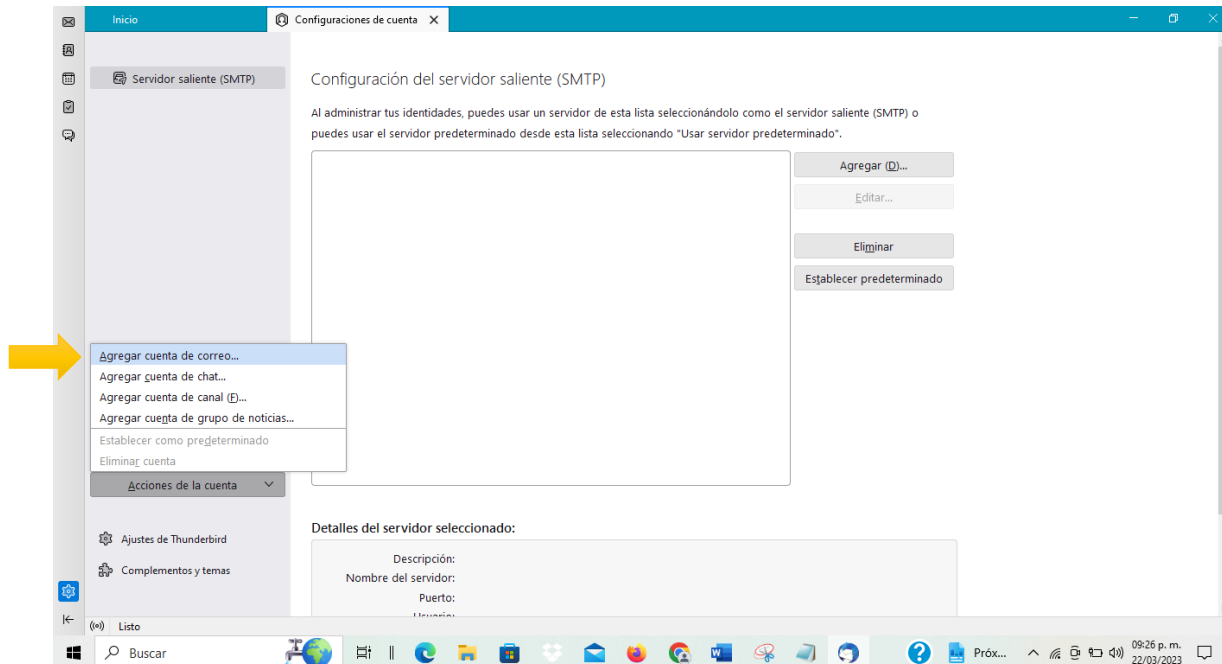 Inicio
Configuraciones de cuenta
Servidor saliente (SMTP)
Configuración del servidor saliente (SMTP)
Al administrar tus identidades, puedes usar un servidor de esta lista seleccionándolo como el servidor saliente (SMTP) o
puedes usar el servidor predeterminado desde esta lista seleccionando "Usar servidor predeterminado".
Agregar (D)...
Editar...
Eliminar
Establecer predeterminado
Agregar cuenta de correo...
Agregar cuenta de chat...
Agregar cuenta de canal (F)...
Agregar cuenta de grupo de noticias...
Establecer como predeterminado
Eliminar cuenta
Acciones de la cuenta
Ajustes de Thunderbird
Complementos y temas
Detalles del servidor seleccionado:
Descripción:
Nombre del servidor:
Puerto:
Usuario:
Listo
Buscar
Próx...
09:26 p. m.
22/03/2023